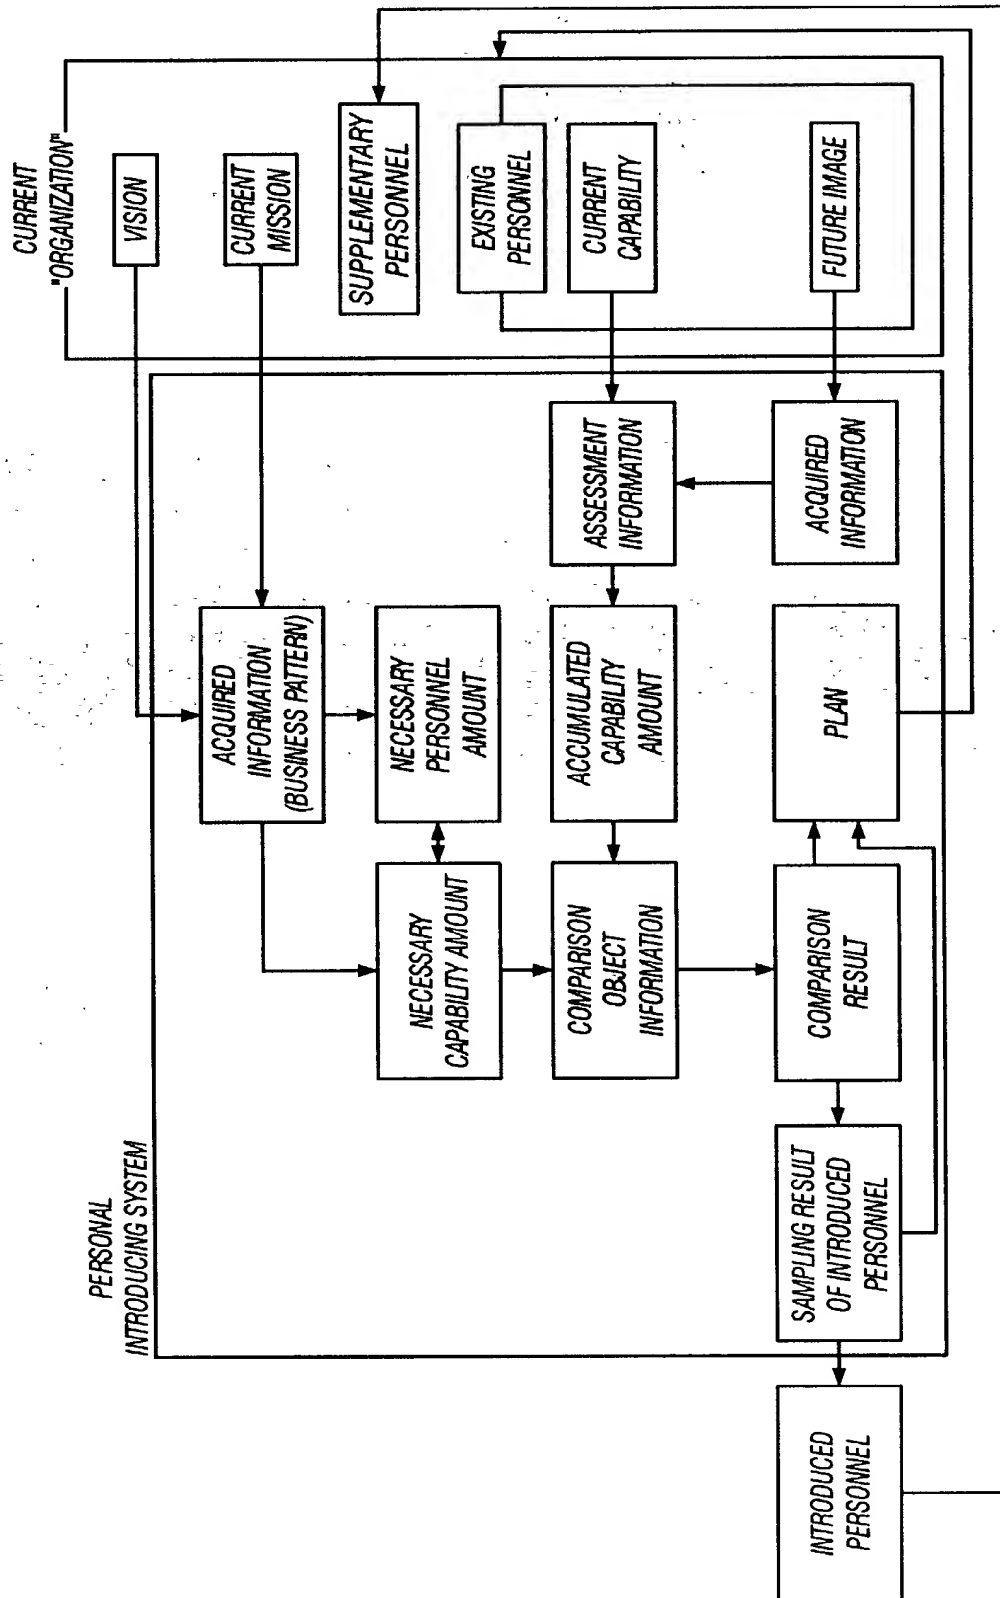 CURRENT
"ORGANIZATION"
VISION
CURRENT
MISSION
SUPPLEMENTARY
PERSONNEL
EXISTING
PERSONNEL
CURRENT
CAPABILITY
FUTURE IMAGE
PERSONAL
INTRODUCING SYSTEM
ACQUIRED
INFORMATION
(BUSINESS PATTERN)
NECESSARY
PERSONNEL
AMOUNT
ASSESSMENT
INFORMATION
ACQUIRED
INFORMATION
ACCUMULATED
CAPABILITY
AMOUNT
PLAN
NECESSARY
CAPABILITY AMOUNT
COMPARISON
OBJECT
INFORMATION
COMPARISON
RESULT
SAMPLING RESULT
OF INTRODUCED
PERSONNEL
INTRODUCED
PERSONNEL